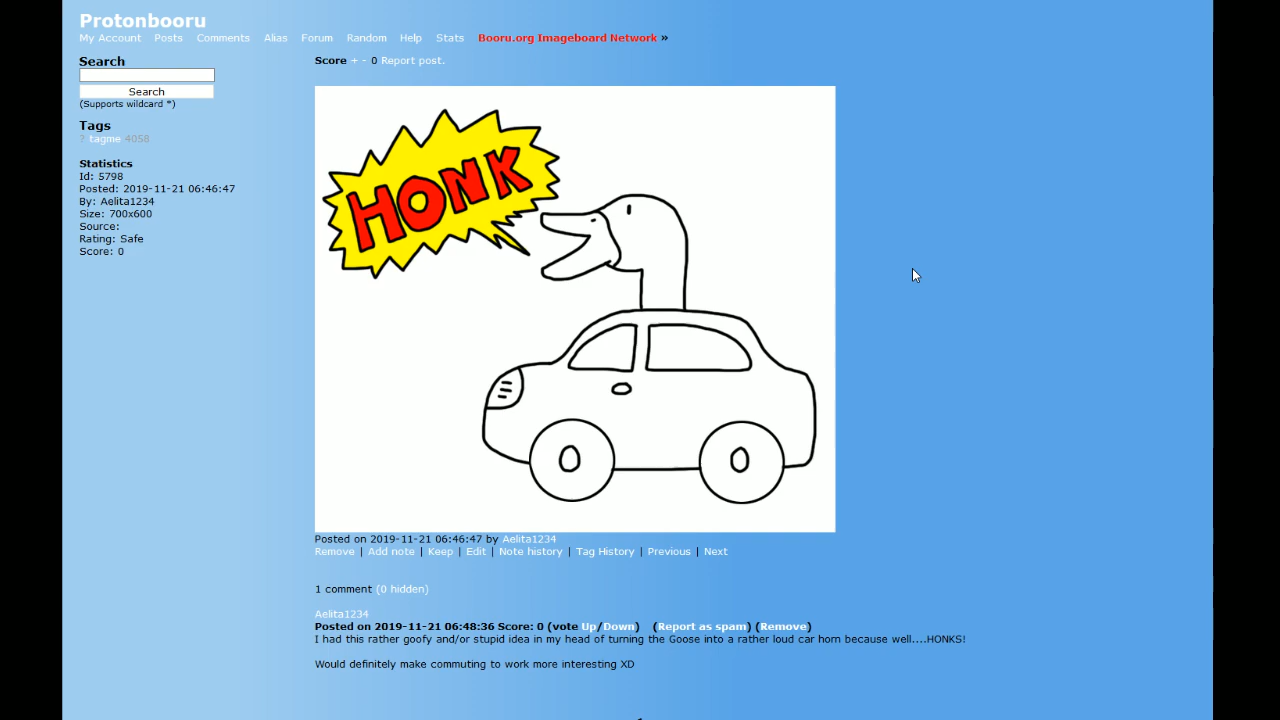 Protonbooru
My Account Posts Comments Alias Forum Random Help Stats Booru.org Imageboard Network »
Search
Search
(Supports wildcard *)
Tags
? tagme 4058
Statistics
Id: 5798
Posted: 2019-11-21 06:46:47
By: Aelita1234
Size: 700x600
Source:
Rating: Safe
Score: 0
Score + - 0 Report post.
HONK
Posted on 2019-11-21 06:46:47 by Aelita1234
Remove | Add note | Keep | Edit | Note history | Tag History | Previous | Next
1 comment (0 hidden)
Aelita1234
Posted on 2019-11-21 06:48:36 Score: 0 (vote Up/Down) (Report as spam) (Remove)
I had this rather goofy and/or stupid idea in my head of turning the Goose into a rather loud car horn because well....HONKS!
Would definitely make commuting to work more interesting XD